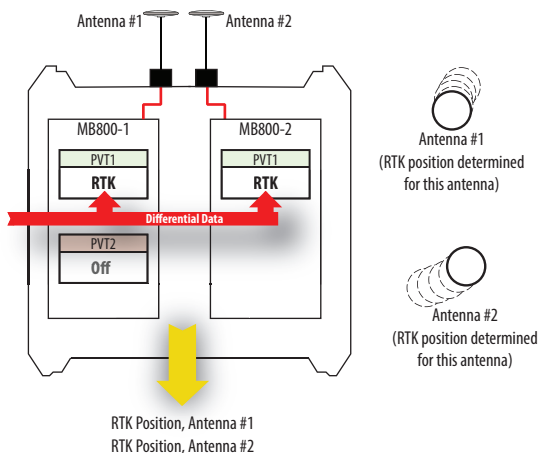 Antenna #1
Antenna #2
MB800-1
MB800-2
PVT1
RTK
PVT1
RTK
Differential Data
PVT2
Off
RTK Position, Antenna #1
RTK Position, Antenna #2
Antenna #1
(RTK position determined
for this antenna)
Antenna #2
(RTK position determined
for this antenna)